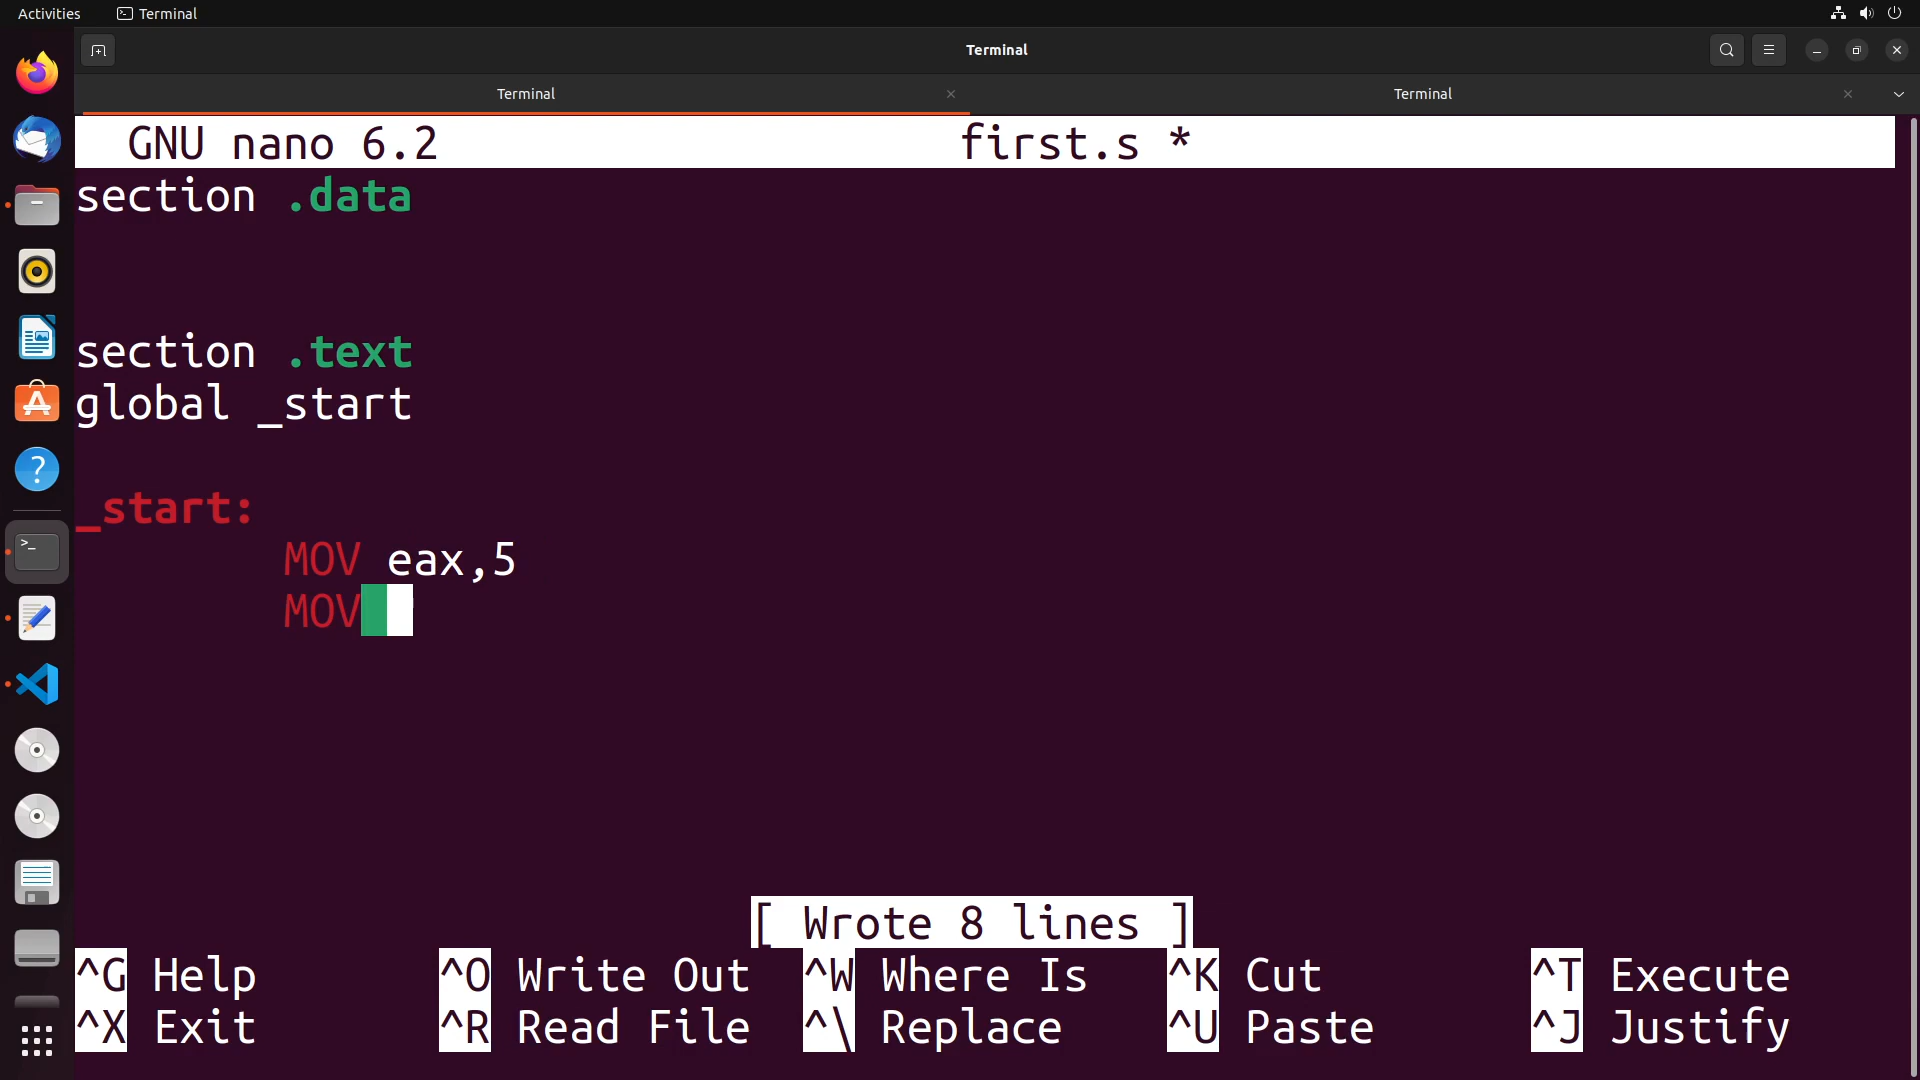 Activities
Terminal
Terminal
Terminal
Terminal
GNU nano 6.2 first.s *
section .data
section .text
global _start
_start:
MOV eax,5
MOV
[ Wrote 8 lines ]
^G Help ^O Write Out ^W Where Is ^K Cut ^T Execute
^X Exit ^R Read File ^\ Replace ^U Paste ^J Justify